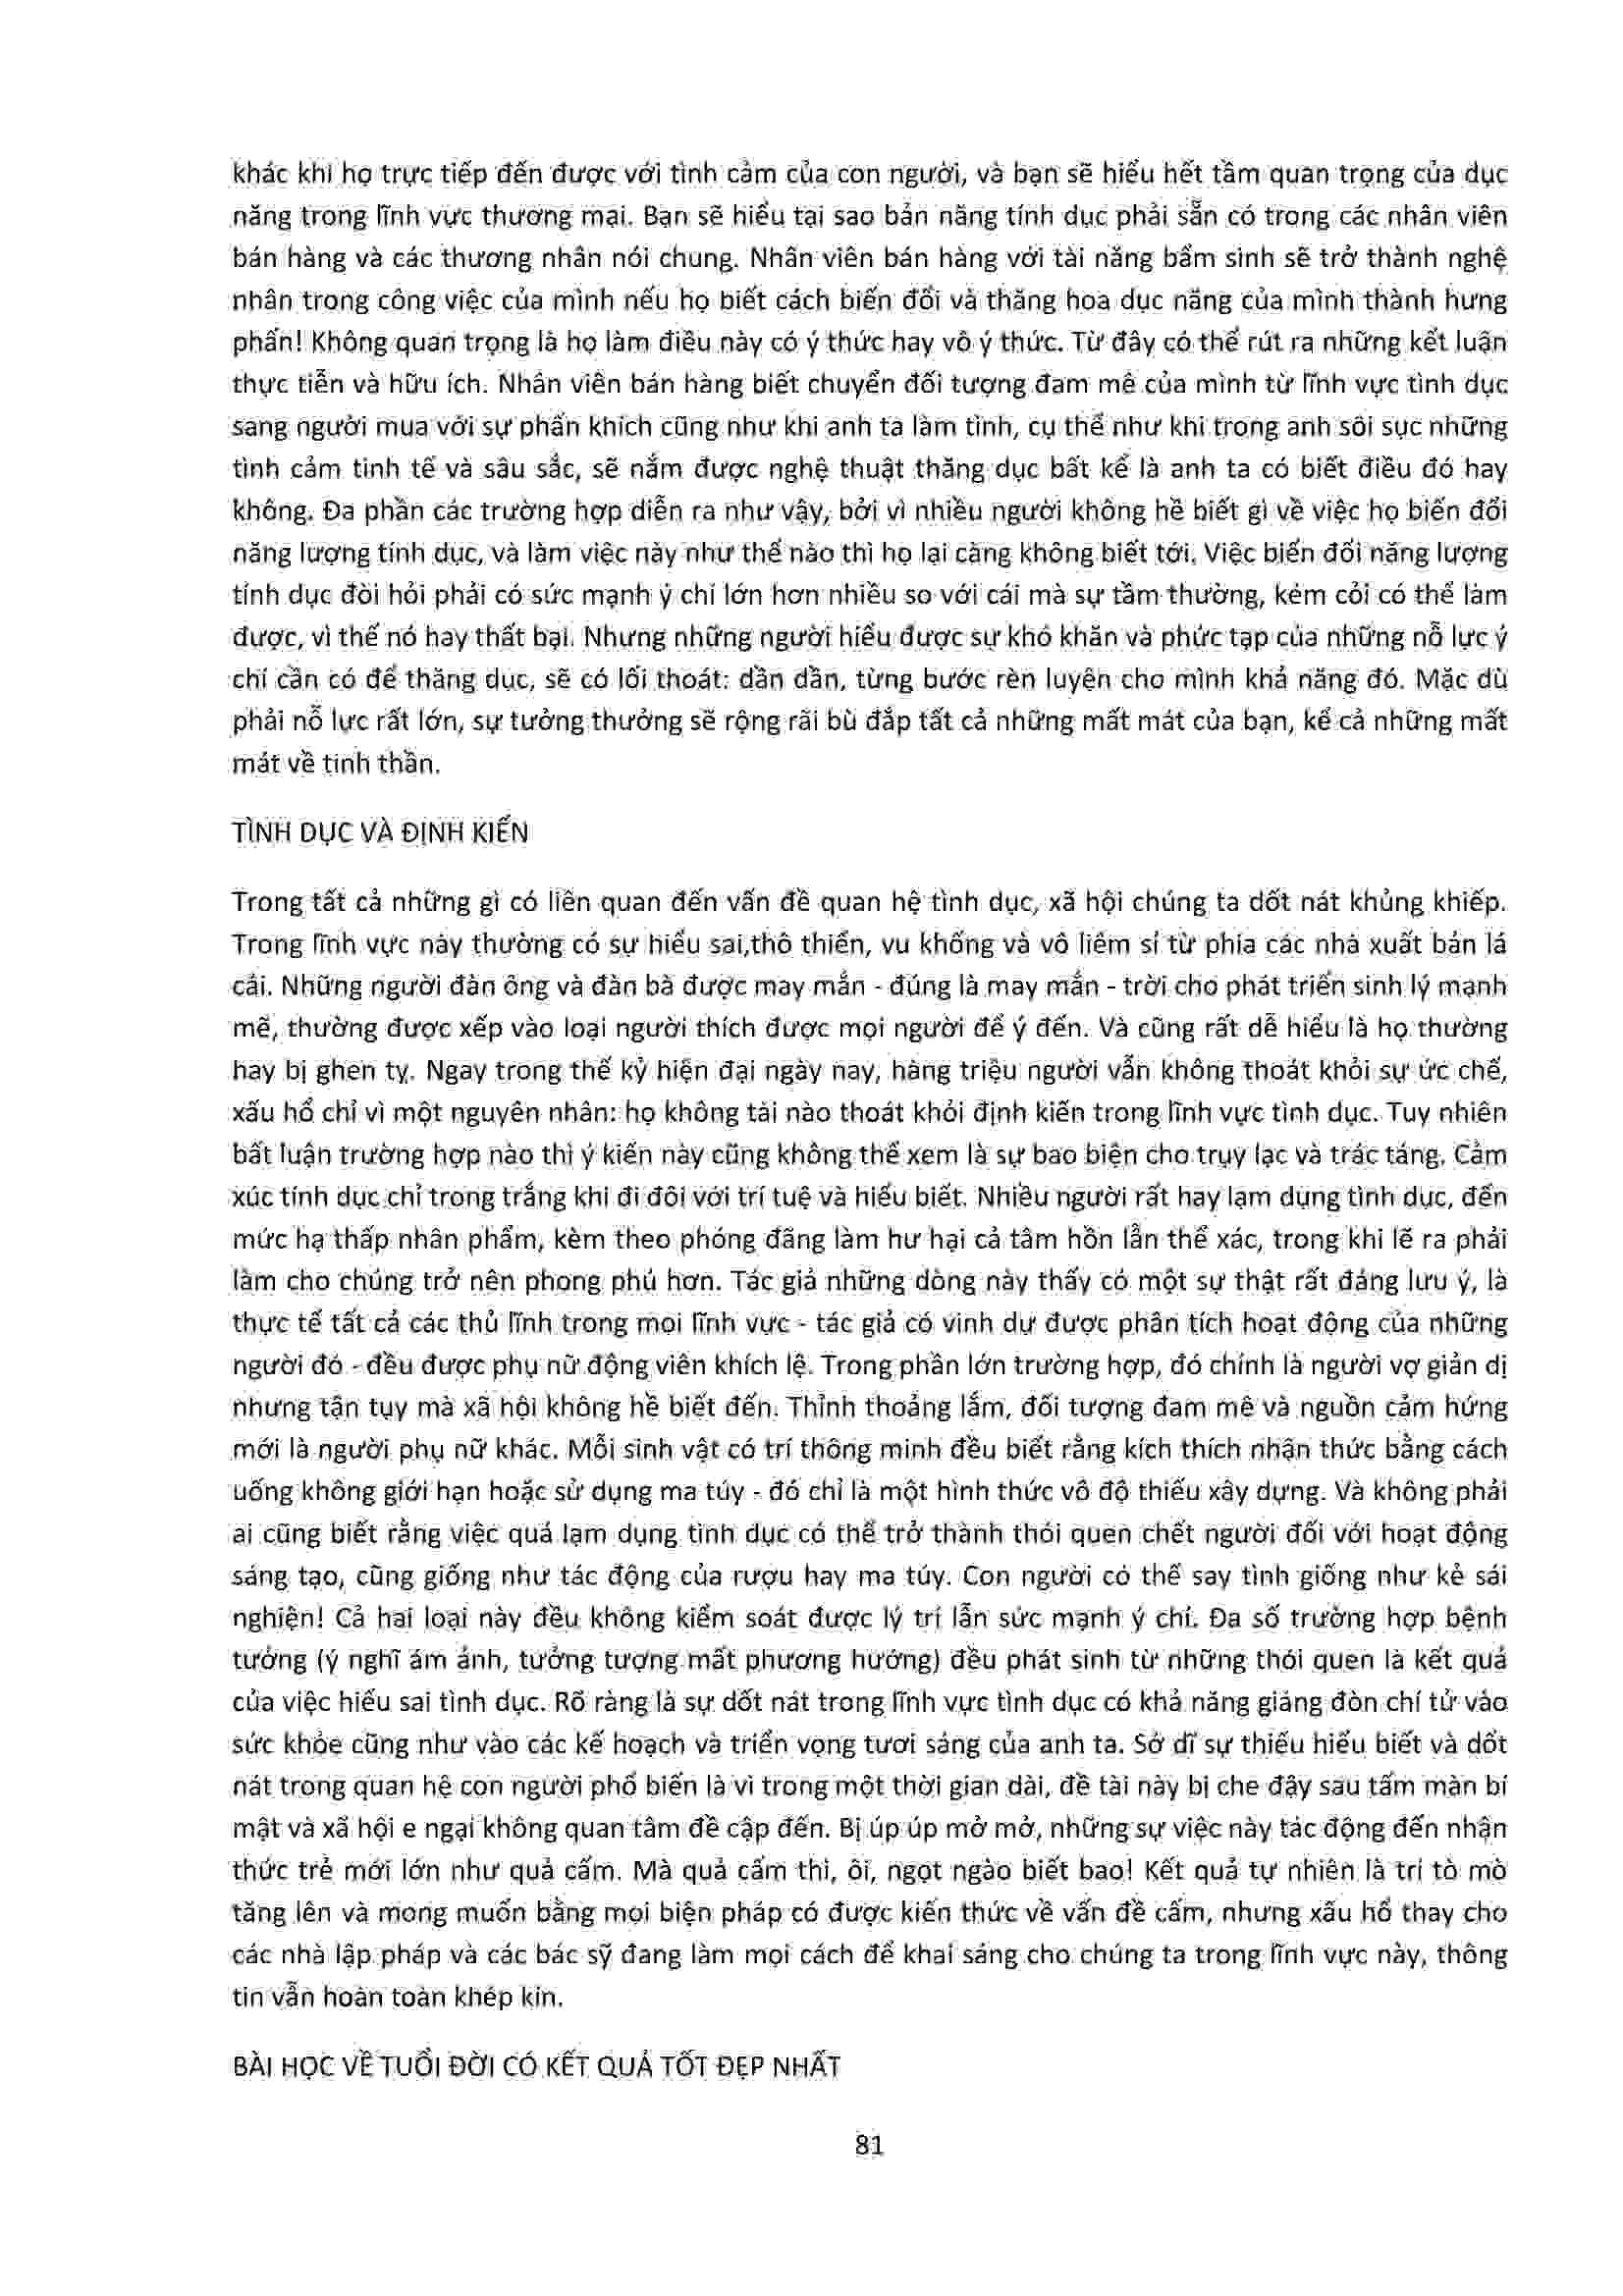 khác khi họ trực tiếp đến được với tình cảm của con người, và bạn sẽ hiểu hết tầm quan trọng của dục
năng trong lĩnh vực thương mại. Bạn sẽ hiểu tại sao bản năng tính dục phải sẵn có trong các nhân viên
bán hàng và các thương nhân nói chung. Nhân viên bán hàng với tài năng bẩm sinh sẽ trở thành nghệ
nhân trong công việc của mình nếu họ biết cách biến đổi và thăng hoa dục năng của mình thành hưng
phấn! Không quan trọng là họ làm điều này có ý thức hay vô ý thức. Từ đây có thể rút ra những kết luận
thực tiễn và hữu ích. Nhân viên bán hàng biết chuyển đối tượng đam mê của mình từ lĩnh vực tình dục
sang người mua với sự phấn khích cũng như khi anh ta làm tình, cụ thể như khi trong anh sôi sục những
tình cảm tinh tế và sâu sắc, sẽ nắm được nghệ thuật thăng dục bất kể là anh ta có biết điều đó hay
không. Đa phần các trường hợp diễn ra như vậy, bởi vì nhiều người không hề biết gì về việc họ biến đổi
năng lượng tính dục, và làm việc này như thế nào thì họ lại càng không biết tới. Việc biến đổi năng lượng
tính dục đòi hỏi phải có sức mạnh ý chí lớn hơn nhiều so với cái mà sự tầm thường, kém cỏi có thể làm
được, vì thế nó hay thất bại. Nhưng những người hiểu được sự khó khăn và phức tạp của những nỗ lực ý
chí cần có để thăng dục, sẽ có lối thoát: dần dần, từng bước rèn luyện cho mình khả năng đó. Mặc dù
phải nỗ lực rất lớn, sự tưởng thưởng sẽ rộng rãi bù đắp tất cả những mất mát của bạn, kể cả những mất
mát về tinh thần.
TÌNH DỤC VÀ ĐỊNH KIẾN
Trong tất cả những gì có liên quan đến vấn đề quan hệ tình dục, xã hội chúng ta dốt nát khủng khiếp.
Trong lĩnh vực này thường có sự hiểu sai,thô thiển, vu khống và vô liêm sỉ từ phía các nhà xuất bản lá
cải. Những người đàn ông và đàn bà được may mắn - đúng là may mắn - trời cho phát triển sinh lý mạnh
mẽ, thường được xếp vào loại người thích được mọi người để ý đến. Và cũng rất dễ hiểu là họ thường
hay bị ghen tỵ. Ngay trong thế kỷ hiện đại ngày nay, hàng triệu người vẫn không thoát khỏi sự ức chế,
xấu hổ chỉ vì một nguyên nhân: họ không tài nào thoát khỏi định kiến trong lĩnh vực tình dục. Tuy nhiên
bất luận trường hợp nào thì ý kiến này cũng không thể xem là sự bao biện cho trụy lạc và trác táng. Cảm
xúc tính dục chỉ trong trắng khi đi đôi với trí tuệ và hiểu biết. Nhiều người rất hay lạm dụng tình dục, đến
mức hạ thấp nhân phẩm, kèm theo phóng đãng làm hư hại cả tâm hồn lẫn thể xác, trong khi lẽ ra phải
làm cho chúng trở nên phong phú hơn. Tác giả những dòng này thấy có một sự thật rất đáng lưu ý, là
thực tế tất cả các thủ lĩnh trong mọi lĩnh vực - tác giả có vinh dự được phân tích hoạt động của những
người đó - đều được phụ nữ động viên khích lệ. Trong phần lớn trường hợp, đó chính là người vợ giản dị
nhưng tận tụy mà xã hội không hề biết đến. Thỉnh thoảng lắm, đối tượng đam mê và nguồn cảm hứng
mới là người phụ nữ khác. Mỗi sinh vật có trí thông minh đều biết rằng kích thích nhận thức bằng cách
uống không giới hạn hoặc sử dụng ma túy - đó chỉ là một hình thức vô độ thiếu xây dựng. Và không phải
ai cũng biết rằng việc quá lạm dụng tình dục có thể trở thành thói quen chết người đối với hoạt động
sáng tạo, cũng giống như tác động của rượu hay ma túy. Con người có thể say tình giống như kẻ sái
nghiện! Cả hai loại này đều không kiểm soát được lý trí lẫn sức mạnh ý chí. Đa số trường hợp bệnh
tưởng (ý nghĩ ám ảnh, tưởng tượng mất phương hướng) đều phát sinh từ những thói quen là kết quả
của việc hiểu sai tình dục. Rõ ràng là sự dốt nát trong lĩnh vực tình dục có khả năng giáng đòn chí tử vào
sức khỏe cũng như vào các kế hoạch và triển vọng tươi sáng của anh ta. Sở dĩ sự thiếu hiểu biết và dốt
nát trong quan hệ con người phổ biến là vì trong một thời gian dài, đề tài này bị che đậy sau tấm màn bí
mật và xã hội e ngại không quan tâm đề cập đến. Bị úp úp mở mở, những sự việc này tác động đến nhận
thức trẻ mới lớn như quả cấm. Mà quả cấm thì, ôi, ngọt ngào biết bao! Kết quả tự nhiên là trí tò mò
tăng lên và mong muốn bằng mọi biện pháp có được kiến thức về vấn đề cấm, nhưng xấu hổ thay cho
các nhà lập pháp và các bác sỹ đang làm mọi cách để khai sáng cho chúng ta trong lĩnh vực này, thông
tin vẫn hoàn toàn khép kín.
BÀI HỌC VỀ TUỔI ĐỜI CÓ KẾT QUẢ TỐT ĐẸP NHẤT
81